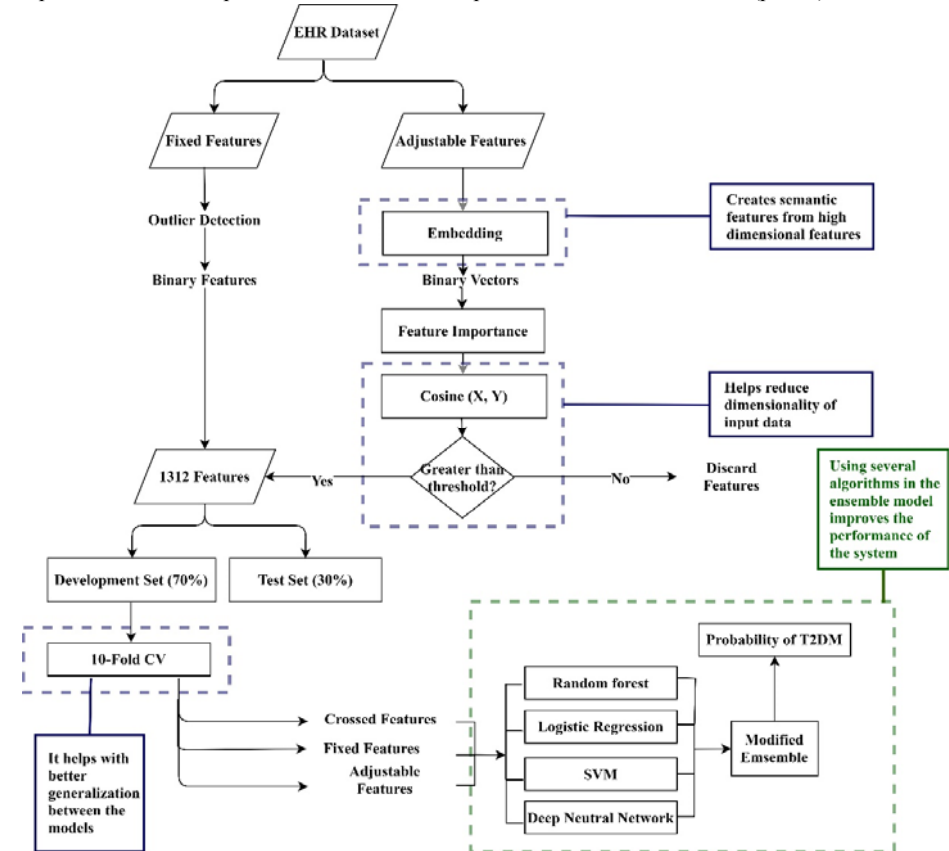 EHR Dataset
Fixed Features
Adjustable Features
Outlier Detection
Embedding
Creates semantic
features from high
dimensional features
Binary Features
Binary Vectors
Feature Importance
Cosine (X, Y)
Helps reduce
dimensionality of
input data
1312 Features
Yes
Greater than
threshold?
No
Discard
Features
Using several
algorithms in the
ensemble model
improves the
performance of
the system
Development Set (70%)
Test Set (30%)
10-Fold CV
Probability of T2DM
Crossed Features
Fixed Features
Adjustable
Features
Random forest
Logistic Regression
SVM
Deep Neutral Network
Modified
Emsemble
It helps with
better
generalization
between the
models